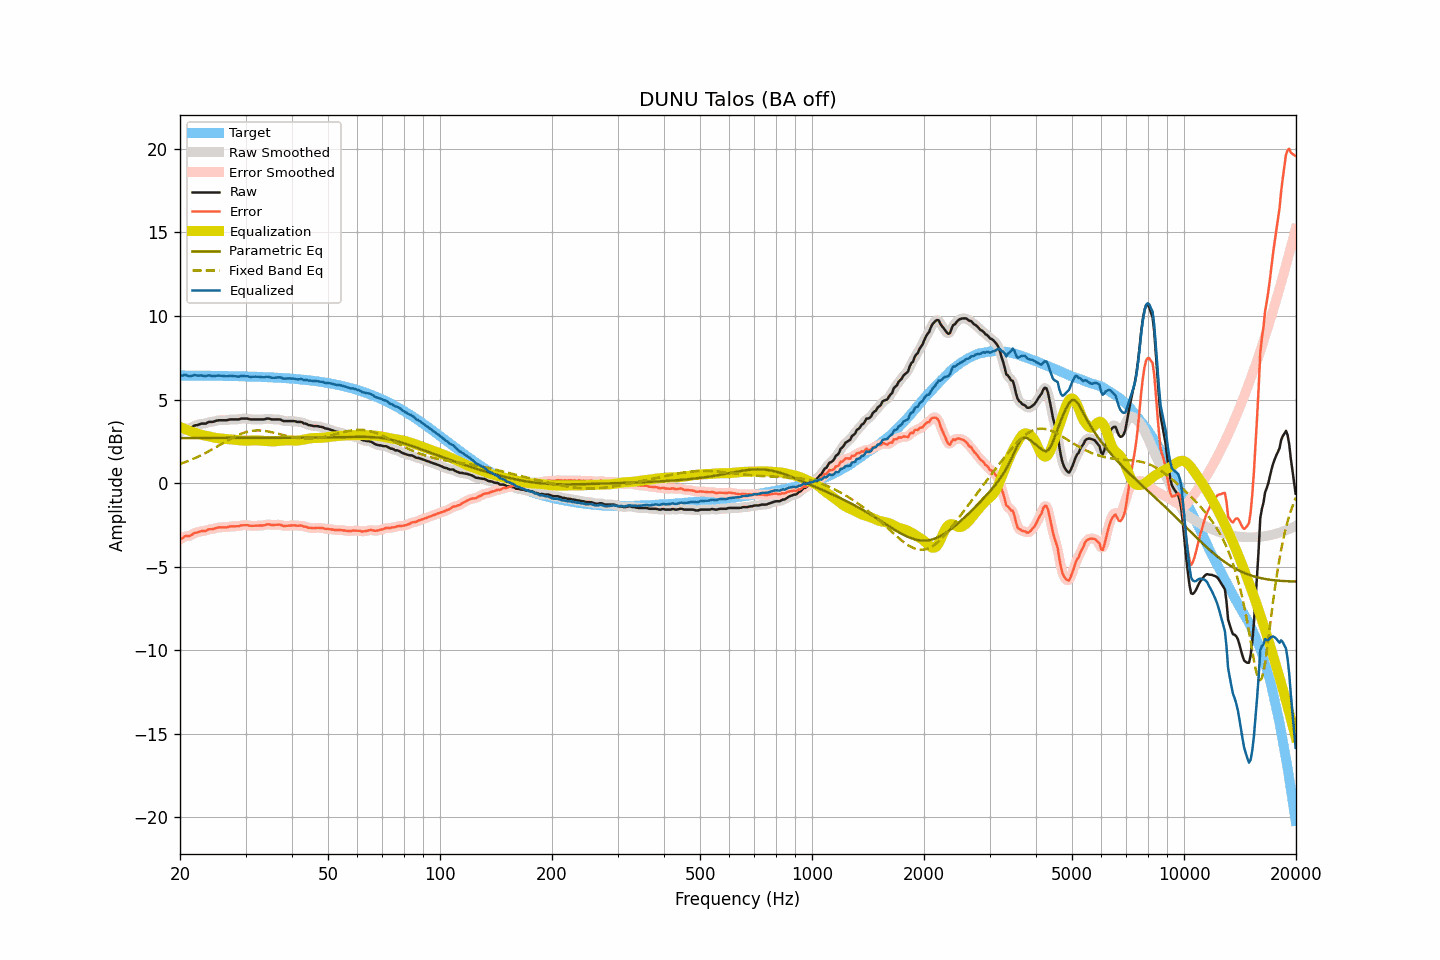 DUNU Talos (BA off)
Target
Raw Smoothed
Error Smoothed
Raw
Error
Equalization
Parametric Eq
Fixed Band Eq
Equalized
20
15
10
5
0
−5
−10
−15
−20
Amplitude (dBr)
20 50 100 200 500 1000 2000 5000 10000 20000
Frequency (Hz)